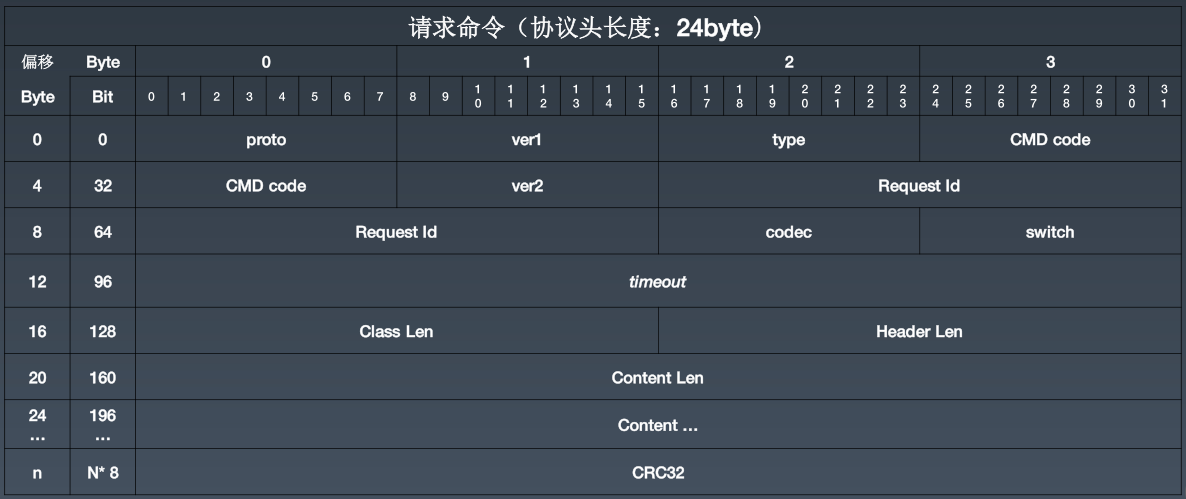 请求命令（协议头长度：24byte）
偏移 Byte 0 1 2 3
Byte Bit 0 1 2 3 4 5 6 7 8 9 10 11 12 13 14 15 16 17 18 19 20 21 22 23 24 25 26 27 28 29 30 31
0 0 proto ver1 type CMD code
4 32 CMD code ver2 Request Id
8 64 Request Id codec switch
12 96 timeout
16 128 Class Len Header Len
20 160 Content Len
24 ... 196 ... Content ...
n N* 8 CRC32